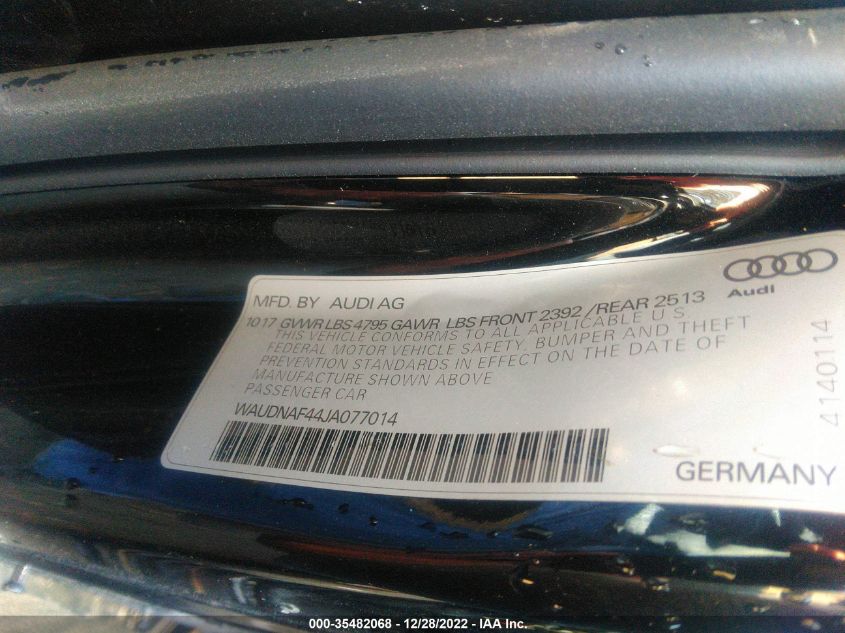 MFD. BY AUDI AG
Audi
10 17 GVWR LBS 4795 GAWR LBS FRONT 2392 /REAR 2513
THIS VEHICLE CONFORMS TO ALL APPLICABLE U S.
FEDERAL MOTOR VEHICLE SAFETY, BUMPER AND THEFT
PREVENTION STANDARDS IN EFFECT ON THE DATE OF
MANUFACTURE SHOWN ABOVE
PASSENGER CAR
WAUDNAF44JA077014
4140114
GERMANY
000-35482068 - 12/28/2022 - IAA Inc.